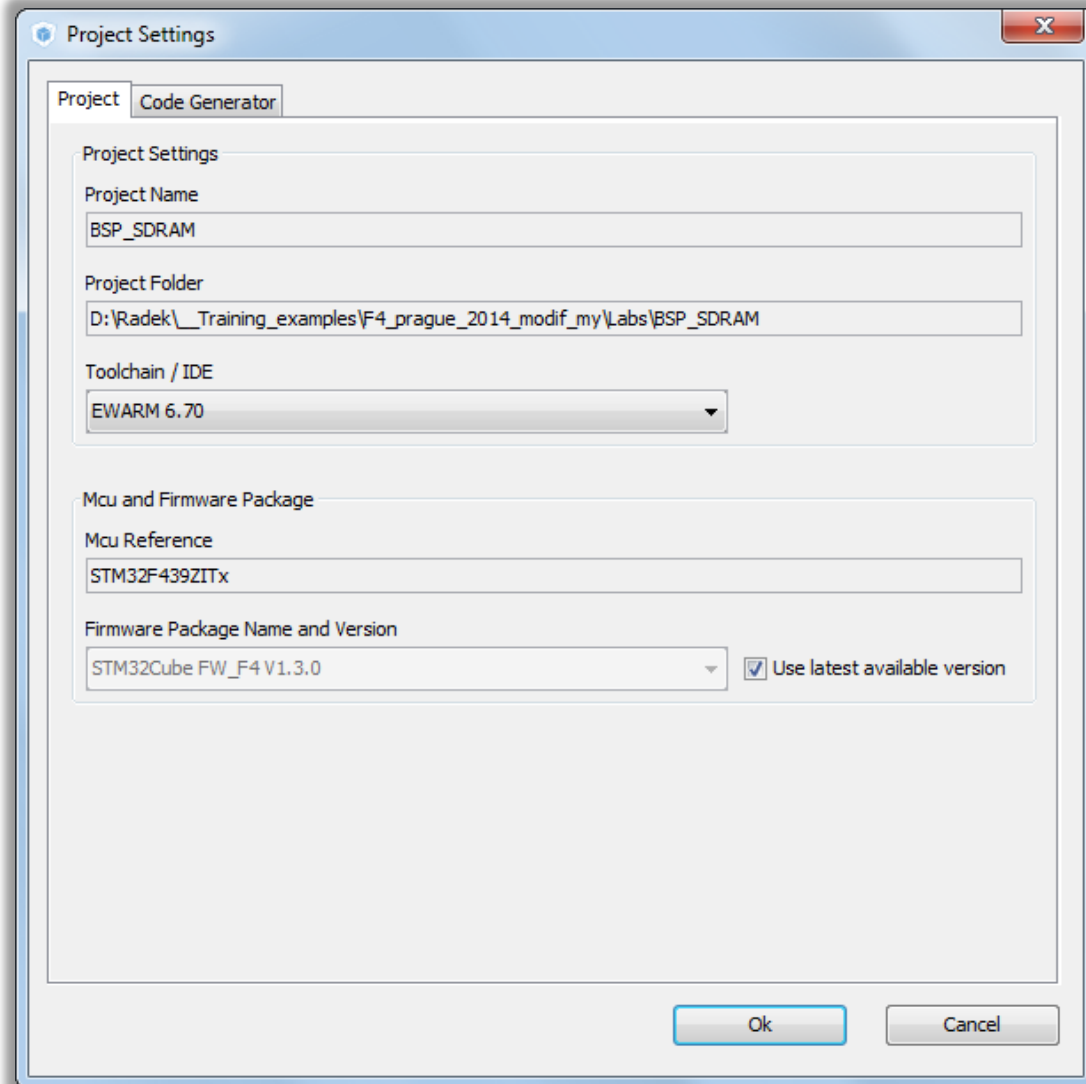 Project Settings
Project Code Generator
Project Settings
Project Name
BSP_SDRAM
Project Folder
D:\Radek\__Training_examples\F4_prague_2014_modif_my\Labs\BSP_SDRAM
Toolchain / IDE
EWARM 6.70
Mcu and Firmware Package
Mcu Reference
STM32F439ZITx
Firmware Package Name and Version
STM32Cube FW_F4 V1.3.0 Use latest available version
Ok Cancel